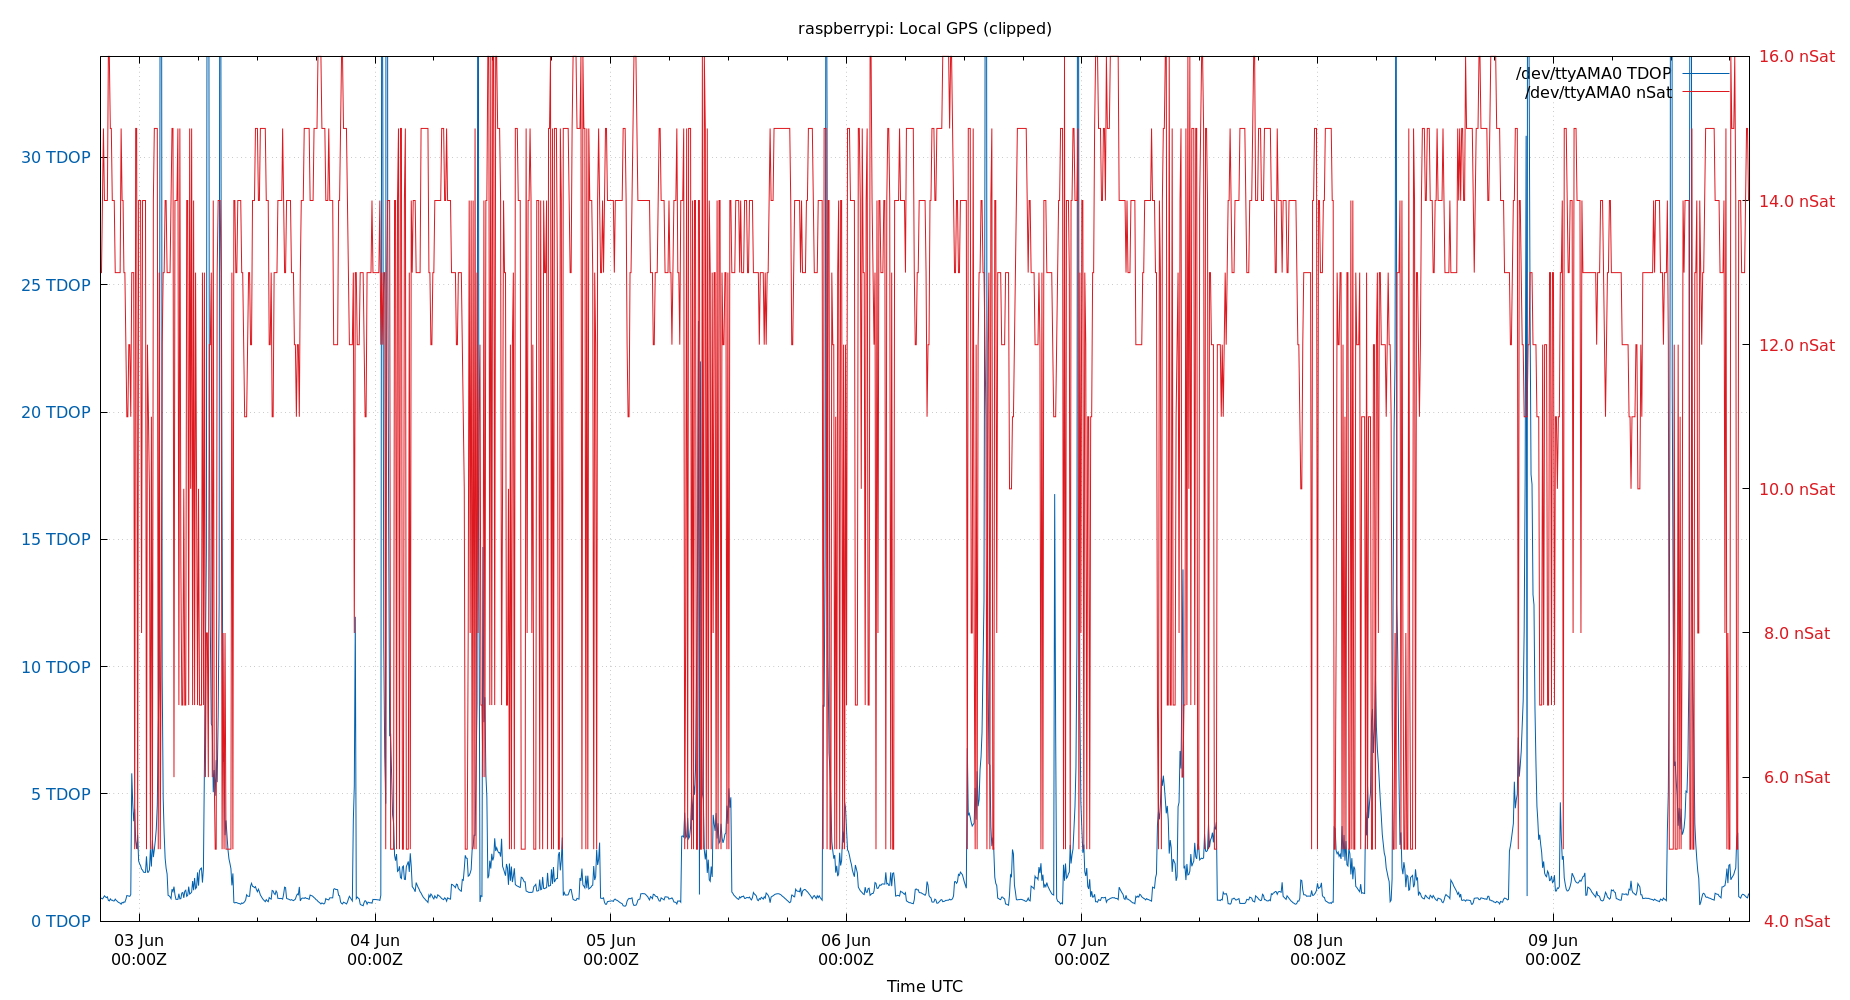 raspberrypi: Local GPS (clipped)
/dev/ttyAMA0 TDOP
/dev/ttyAMA0 nSat
30 TDOP
25 TDOP
20 TDOP
15 TDOP
10 TDOP
5 TDOP
0 TDOP
16.0 nSat
14.0 nSat
12.0 nSat
10.0 nSat
8.0 nSat
6.0 nSat
4.0 nSat
03 Jun 04 Jun 05 Jun 06 Jun 07 Jun 08 Jun 09 Jun
00:00Z 00:00Z 00:00Z 00:00Z 00:00Z 00:00Z 00:00Z
Time UTC